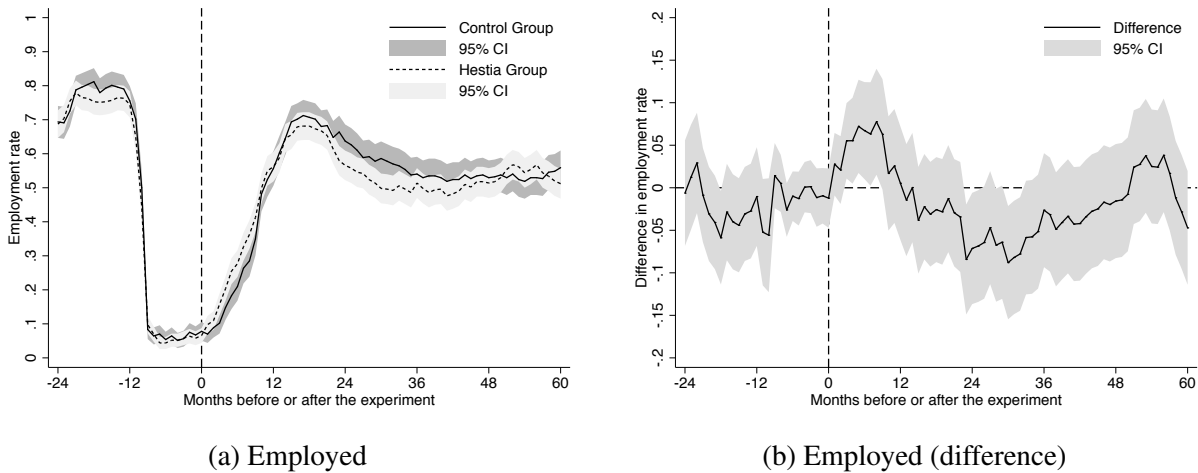 Employment rate
1
.9
.8
.7
.6
.5
.4
.3
.2
.1
0
Control Group
95% CI
Hestia Group
95% CI
-24 -12 0 12 24 36 48 60
Months before or after the experiment
(a) Employed
Difference in employment rate
.2
.15
.1
.05
0
-.05
-.1
-.15
-.2
Difference
95% CI
-24 -12 0 12 24 36 48 60
Months before or after the experiment
(b) Employed (difference)